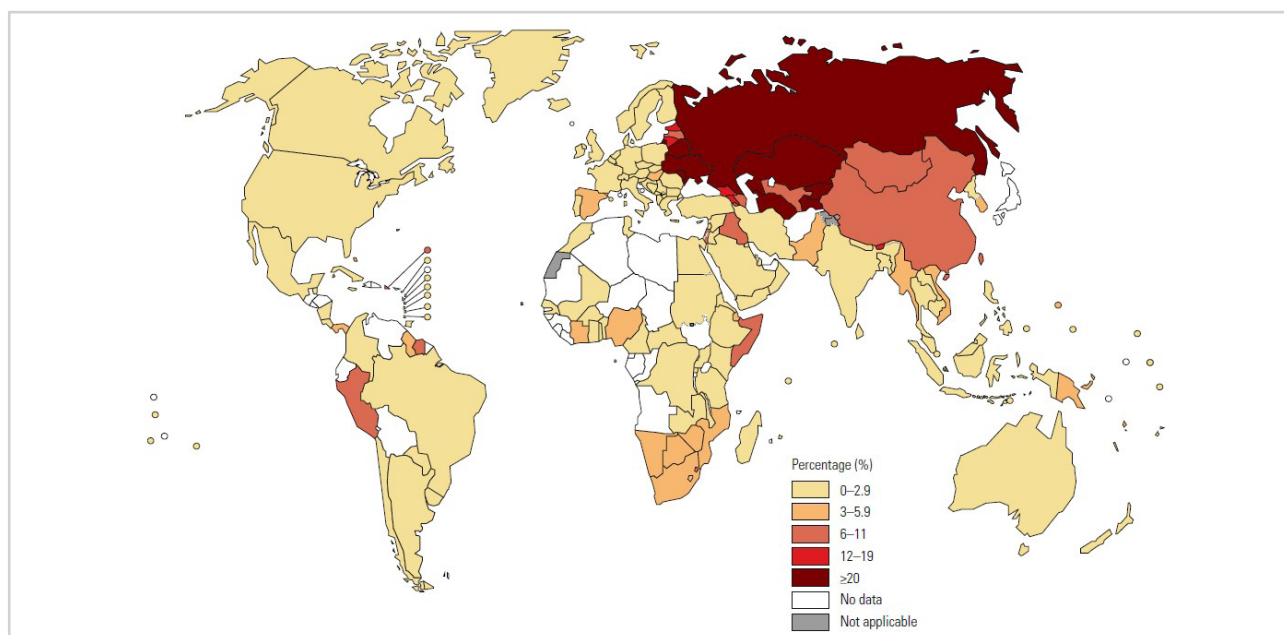 Percentage (%)
0–2.9
3–5.9
6–11
12–19
≥20
No data
Not applicable